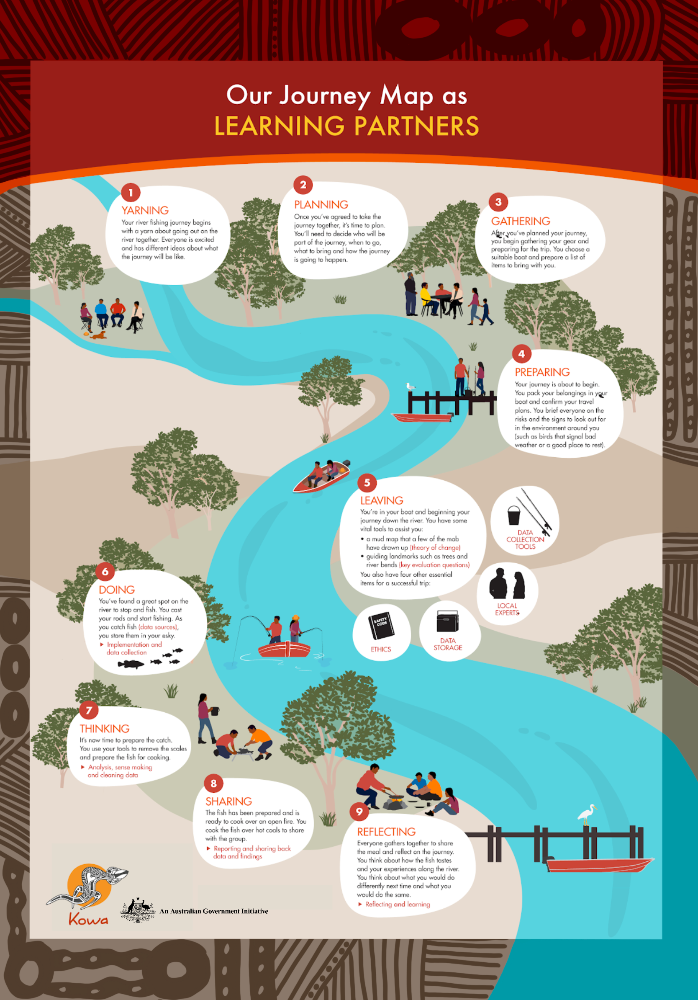 Our Journey Map as
LEARNING PARTNERS
1
YARNING
Your river fishing journey begins
with a yarn about going out on the
river together. Everyone is excited
and has different ideas about what
the journey will be like.
2
PLANNING
Once you've agreed to take the
journey together, it's time to plan.
You'll need to decide who will be
part of the journey, when to go,
what to bring and how the journey
is going to happen.
3
GATHERING
After you've planned your journey,
you begin gathering your gear and
preparing for the trip. You choose a
suitable boat and prepare a list of
items to bring with you.
4
PREPARING
Your journey is about to begin.
You pack your belongings in your
boat and confirm your travel
plans. You brief everyone on the
risks and the signs to look out for
in the environment around you
(such as birds that signal bad
weather or a good place to rest).
5
LEAVING
You're in your boat and beginning your
journey down the river. You have some
vital tools to assist you:
• a mud map that a few of the mob
have drawn up (theory of change)
• guiding landmarks such as trees and
river bends (key evaluation questions)
You also have four other essential
items for a successful trip:
DATA
COLLECTION
TOOLS
LOCAL
EXPERTS
DATA
STORAGE
SAFETY
CODE
ETHICS
6
DOING
You've found a great spot on the
river to stop and fish. You cast
your rods and start fishing. As
you catch fish (data sources),
you store them in your esky.
▶ Implementation and
data collection
7
THINKING
It's now time to prepare the catch.
You use your tools to remove the scales
and prepare the fish for cooking.
▶ Analysis, sense making
and cleaning data
8
SHARING
The fish has been prepared and is
ready to cook over an open fire. You
cook the fish over hot coals to share
with the group.
▶ Reporting and sharing back
data and findings
9
REFLECTING
Everyone gathers together to share
the meal and reflect on the journey.
You think about how the fish tastes
and your experiences along the river.
You think about what you would do
differently next time and what you
would do the same.
▶ Reflecting and learning
Kowa
An Australian Government Initiative